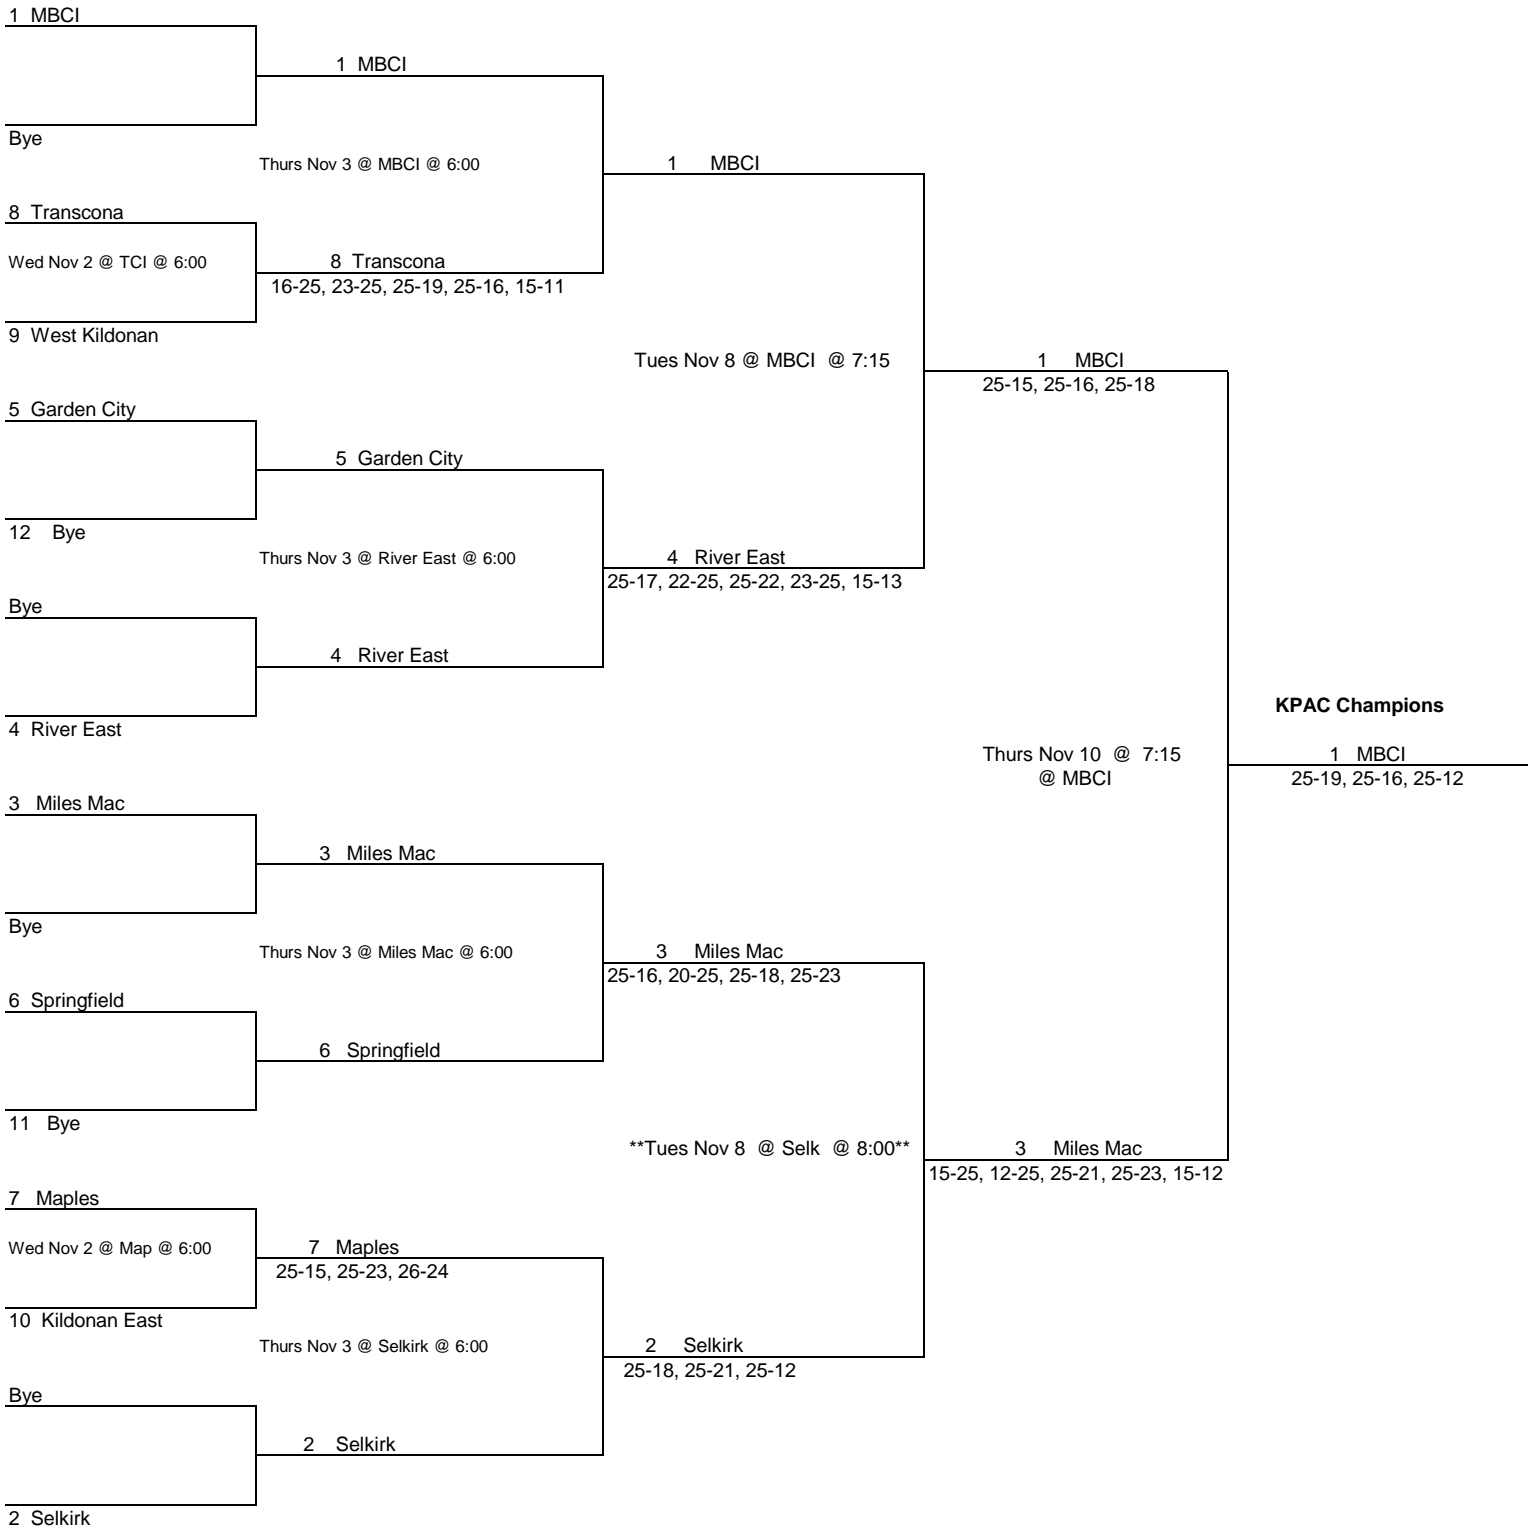 1 MBCI
1 MBCI
Bye
Thurs Nov 3 @ MBCI @ 6:00
1 MBCI
8 Transcona
Wed Nov 2 @ TCI @ 6:00
8 Transcona
16-25, 23-25, 25-19, 25-16, 15-11
9 West Kildonan
Tues Nov 8 @ MBCI @ 7:15
1 MBCI
25-15, 25-16, 25-18
5 Garden City
5 Garden City
12 Bye
Thurs Nov 3 @ River East @ 6:00
4 River East
25-17, 22-25, 25-22, 23-25, 15-13
Bye
4 River East
4 River East
KPAC Champions
Thurs Nov 10 @ 7:15
@ MBCI
1 MBCI
25-19, 25-16, 25-12
3 Miles Mac
3 Miles Mac
Bye
Thurs Nov 3 @ Miles Mac @ 6:00
3 Miles Mac
25-16, 20-25, 25-18, 25-23
6 Springfield
6 Springfield
11 Bye
**Tues Nov 8 @ Selk @ 8:00**
3 Miles Mac
15-25, 12-25, 25-21, 25-23, 15-12
7 Maples
Wed Nov 2 @ Map @ 6:00
7 Maples
25-15, 25-23, 26-24
10 Kildonan East
Thurs Nov 3 @ Selkirk @ 6:00
2 Selkirk
25-18, 25-21, 25-12
Bye
2 Selkirk
2 Selkirk